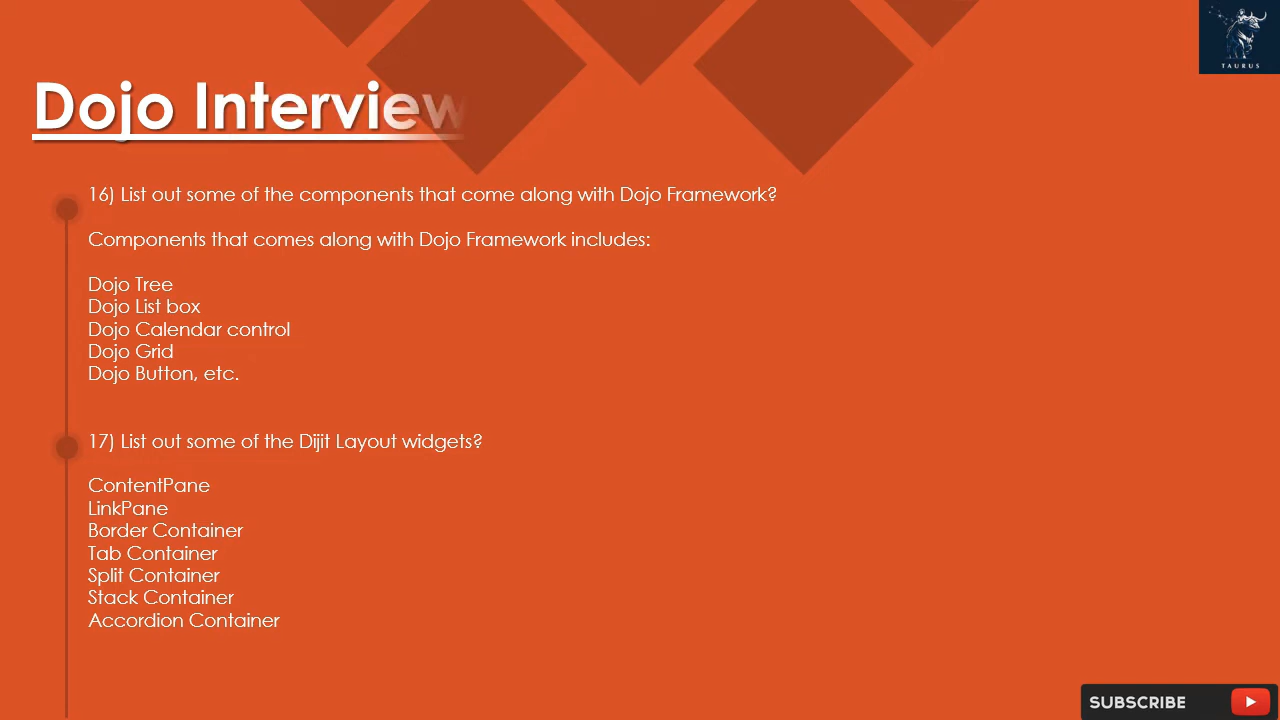 TAURUS
Dojo Interview
16) List out some of the components that come along with Dojo Framework?
Components that comes along with Dojo Framework includes:
Dojo Tree
Dojo List box
Dojo Calendar control
Dojo Grid
Dojo Button, etc.
17) List out some of the Dijit Layout widgets?
ContentPane
LinkPane
Border Container
Tab Container
Split Container
Stack Container
Accordion Container
SUBSCRIBE